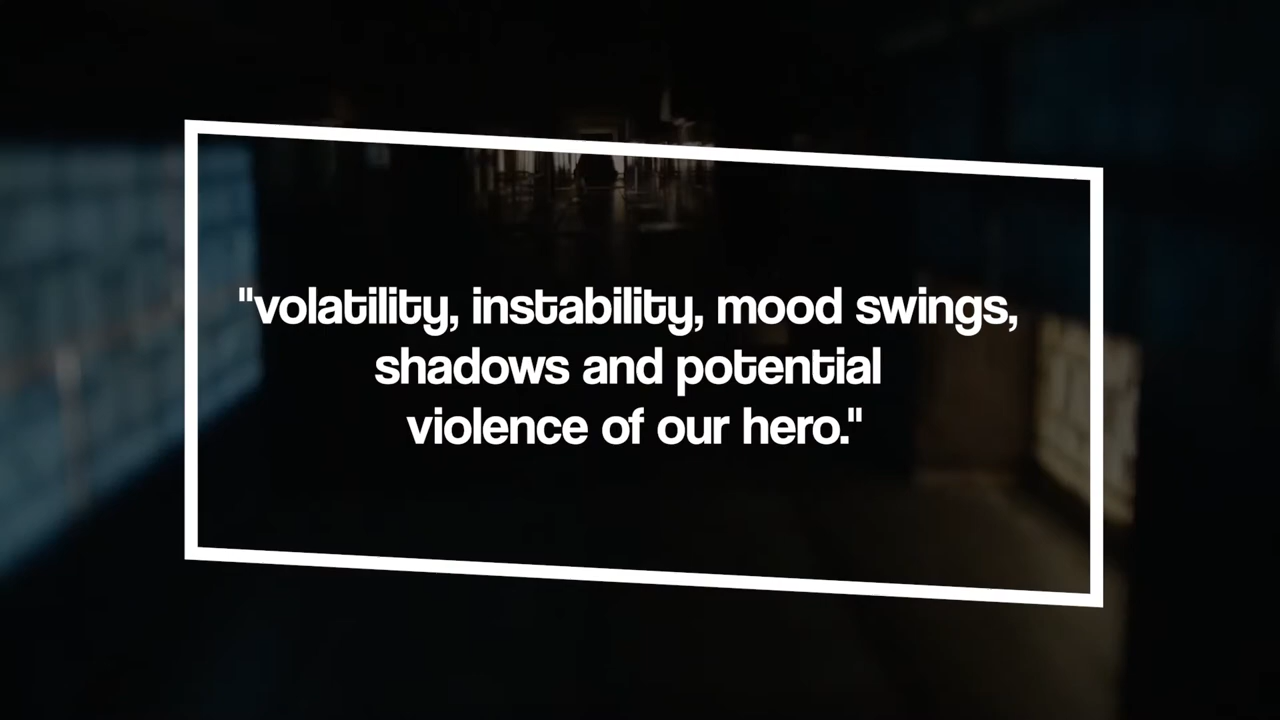 "volatility, instability, mood swings,
shadows and potential
violence of our hero."